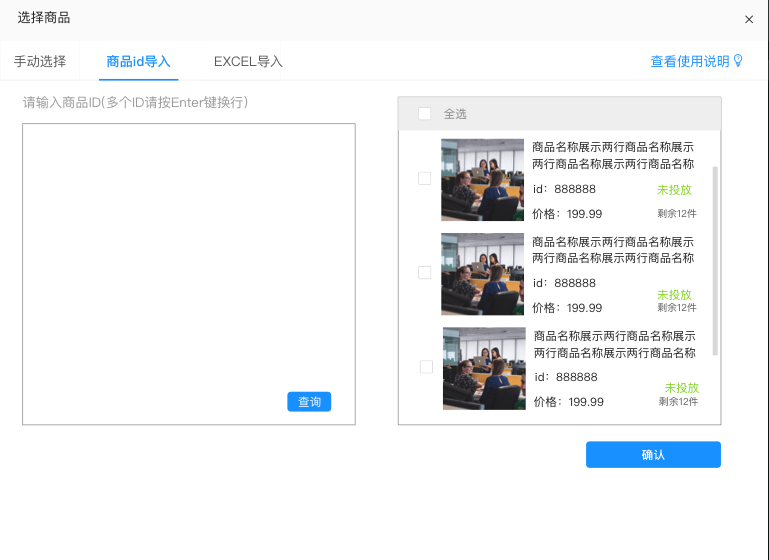 选择商品
×
手动选择
商品id导入
EXCEL导入
查看使用说明
请输入商品ID(多个ID请按Enter键换行)
查询
全选
商品名称展示两行商品名称展示
两行商品名称展示两行商品名称
id：888888
未投放
价格：199.99
剩余12件
商品名称展示两行商品名称展示
两行商品名称展示两行商品名称
id：888888
未投放
价格：199.99
剩余12件
商品名称展示两行商品名称展示
两行商品名称展示两行商品名称
id：888888
未投放
价格：199.99
剩余12件
确认